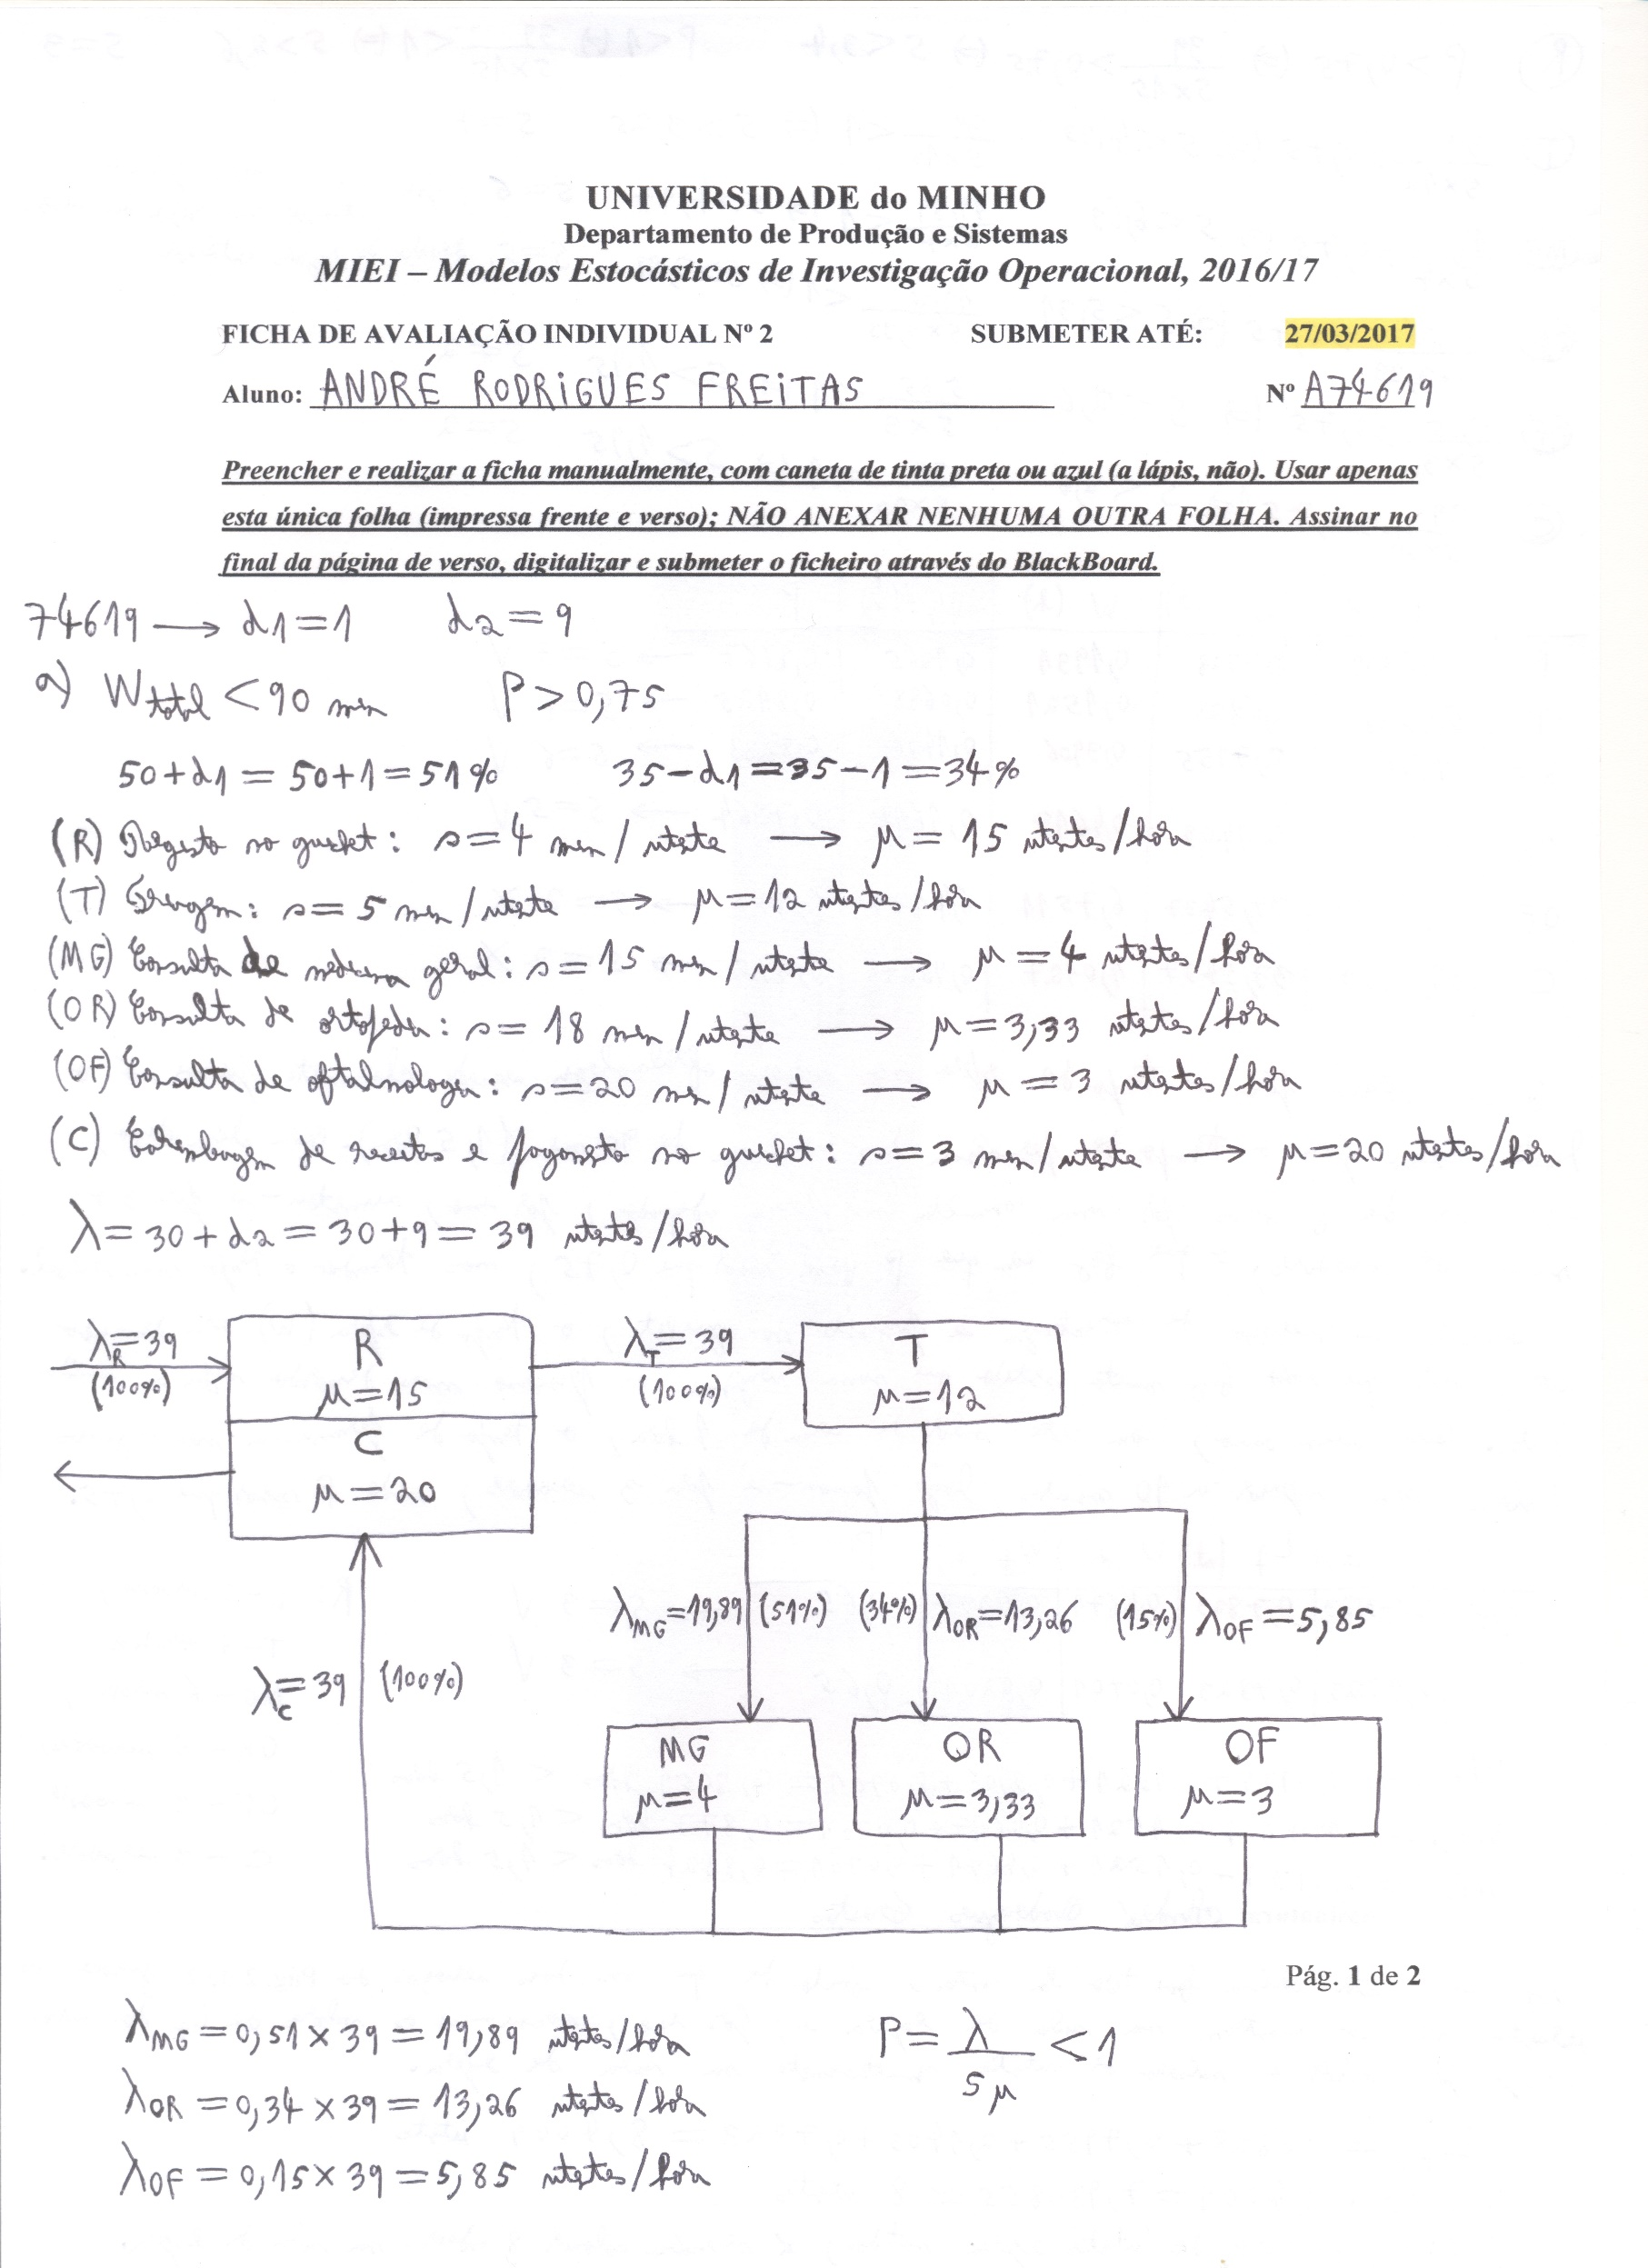 UNIVERSIDADE do MINHO
Departamento de Produção e Sistemas
MIEI – Modelos Estocásticos de Investigação Operacional, 2016/17
FICHA DE AVALIAÇÃO INDIVIDUAL Nº 2 SUBMETER ATÉ: 27/03/2017
Aluno: ANDRÉ RODRIGUES FREITAS Nº A74619
Preencher e realizar a ficha manualmente, com caneta de tinta preta ou azul (a lápis, não). Usar apenas
esta única folha (impressa frente e verso); NÃO ANEXAR NENHUMA OUTRA FOLHA. Assinar no
final da página de verso, digitalizar e submeter o ficheiro através do BlackBoard.
74619 → d1=1 d2=9
a) Wtotal < 90 min P > 0,75
50+d1 = 50+1 = 51% 35-d1 = 35-1 = 34%
(R) Registo no guichet: s=4 min/utente → μ = 15 utentes/hora
(T) Triagem: s=5 min/utente → μ=12 utentes/hora
(MG) Consulta de medicina geral: s=15 min/utente → μ=4 utentes/hora
(OR) Consulta de ortopedia: s=18 min/utente → μ=3,33 utentes/hora
(OF) Consulta de oftalmologia: s=20 min/utente → μ=3 utentes/hora
(C) de receitas e pagamento no guichet: s=3 min/utente → μ=20 utentes/hora
λ=30+d2=30+9=39 utentes/hora
λR=39 R λT=39 T
(100%) μ=15 (100%) μ=12
C
μ=20
λMG=19,89 (51%) (34%) λOR=13,26 (15%) λOF=5,85
λC=39 (100%)
MG OR OF
μ=4 μ=3,33 μ=3
Pág. 1 de 2
λMG=0,51×39=19,89 utentes/hora P=λ/Sμ<1
λOR=0,34×39=13,26 utentes/hora
λOF=0,15×39=5,85 utentes/hora